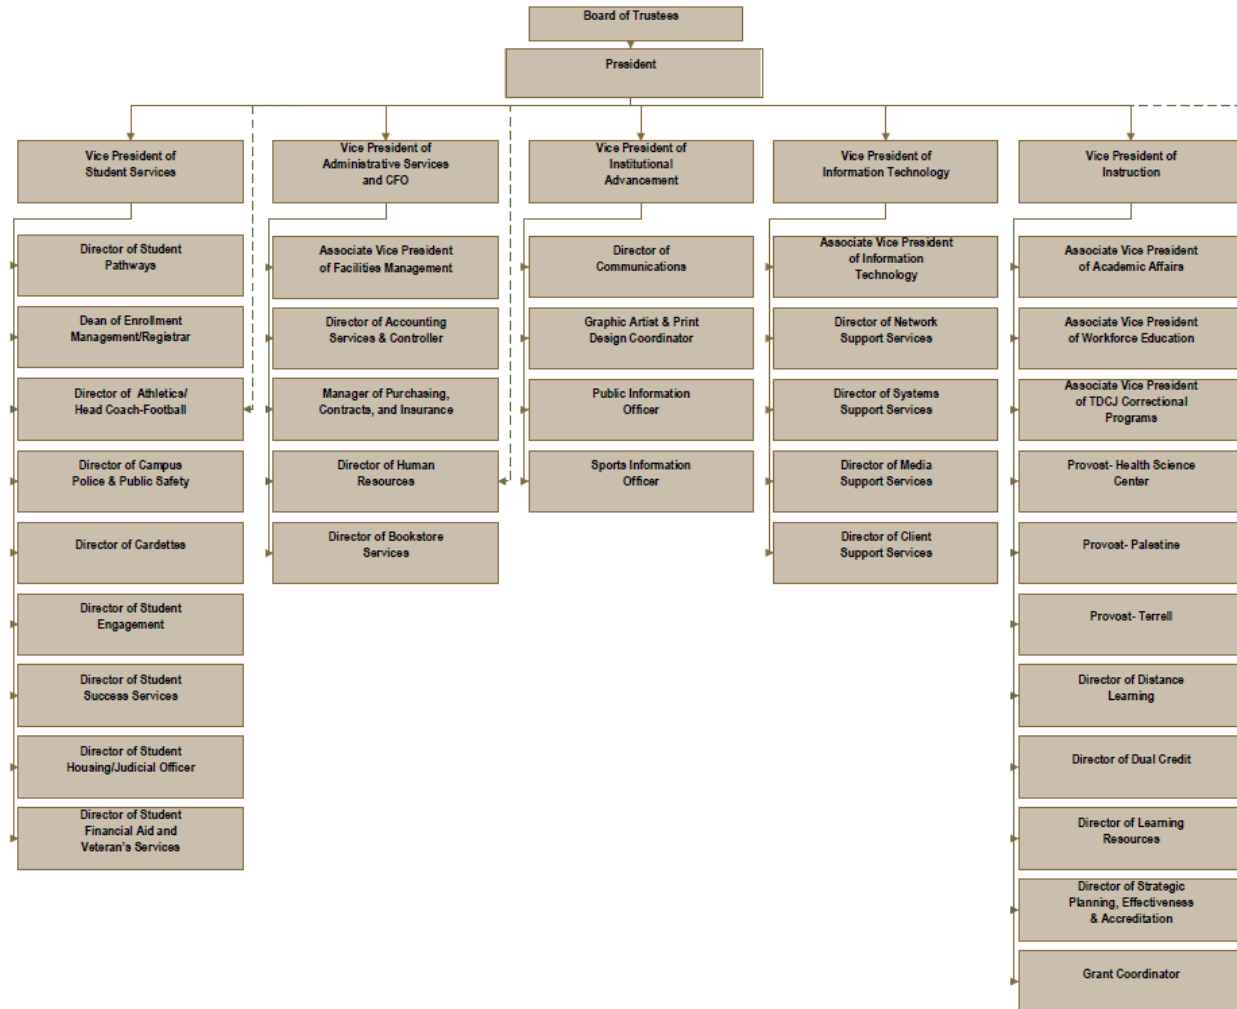 Board of Trustees
President
Vice President of
Student Services
Director of Student
Pathways
Dean of Enrollment
Management/Registrar
Director of Athletics/
Head Coach-Football
Director of Campus
Police & Public Safety
Director of Cardettes
Director of Student
Engagement
Director of Student
Success Services
Director of Student
Housing/Judicial Officer
Director of Student
Financial Aid and
Veteran's Services
Vice President of
Administrative Services
and CFO
Associate Vice President
of Facilities Management
Director of Accounting
Services & Controller
Manager of Purchasing,
Contracts, and Insurance
Director of Human
Resources
Director of Bookstore
Services
Vice President of
Institutional
Advancement
Director of
Communications
Graphic Artist & Print
Design Coordinator
Public Information
Officer
Sports Information
Officer
Vice President of
Information Technology
Associate Vice President
of Information
Technology
Director of Network
Support Services
Director of Systems
Support Services
Director of Media
Support Services
Director of Client
Support Services
Vice President of
Instruction
Associate Vice President
of Academic Affairs
Associate Vice President
of Workforce Education
Associate Vice President
of TDCJ Correctional
Programs
Provost- Health Science
Center
Provost- Palestine
Provost- Terrell
Director of Distance
Learning
Director of Dual Credit
Director of Learning
Resources
Director of Strategic
Planning, Effectiveness
& Accreditation
Grant Coordinator